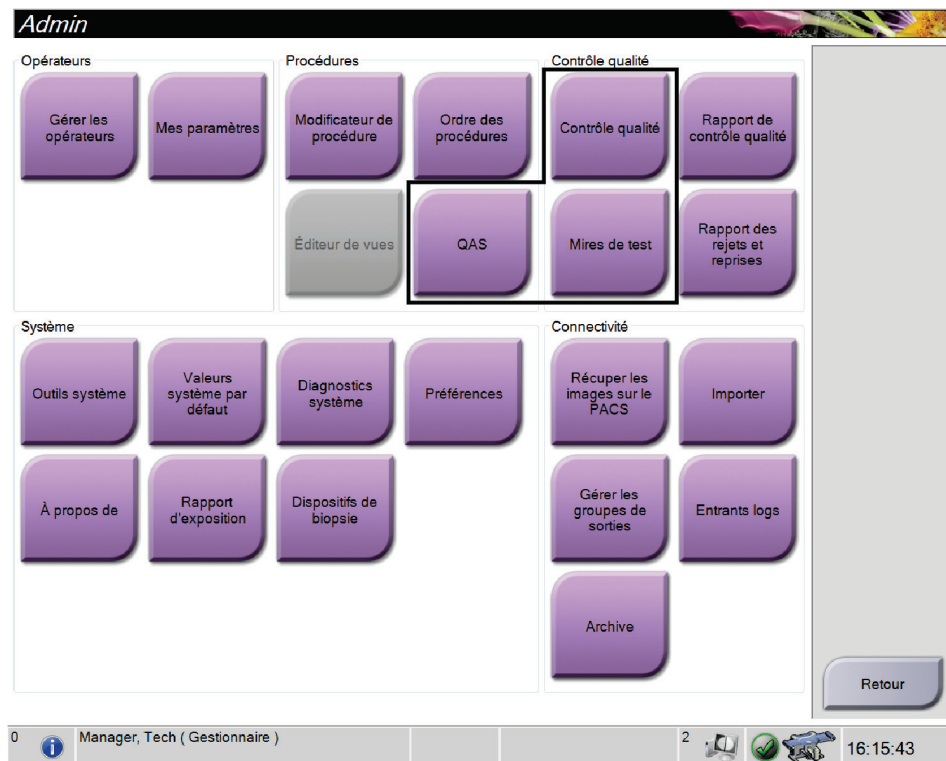 Admin
Opérateurs
Gérer les
opérateurs
Mes paramètres
Procédures
Modificateur de
procédure
Ordre des
procédures
Éditeur de vues
QAS
Contrôle qualité
Contrôle qualité
Rapport de
contrôle qualité
Mires de test
Rapport des
rejets et
reprises
Système
Outils système
Valeurs
système par
défaut
Diagnostics
système
Préférences
À propos de
Rapport
d'exposition
Dispositifs de
biopsie
Connectivité
Récuper les
images sur le
PACS
Importer
Gérer les
groupes de
sorties
Entrants logs
Archive
Retour
0
i
Manager, Tech ( Gestionnaire )
2
16:15:43